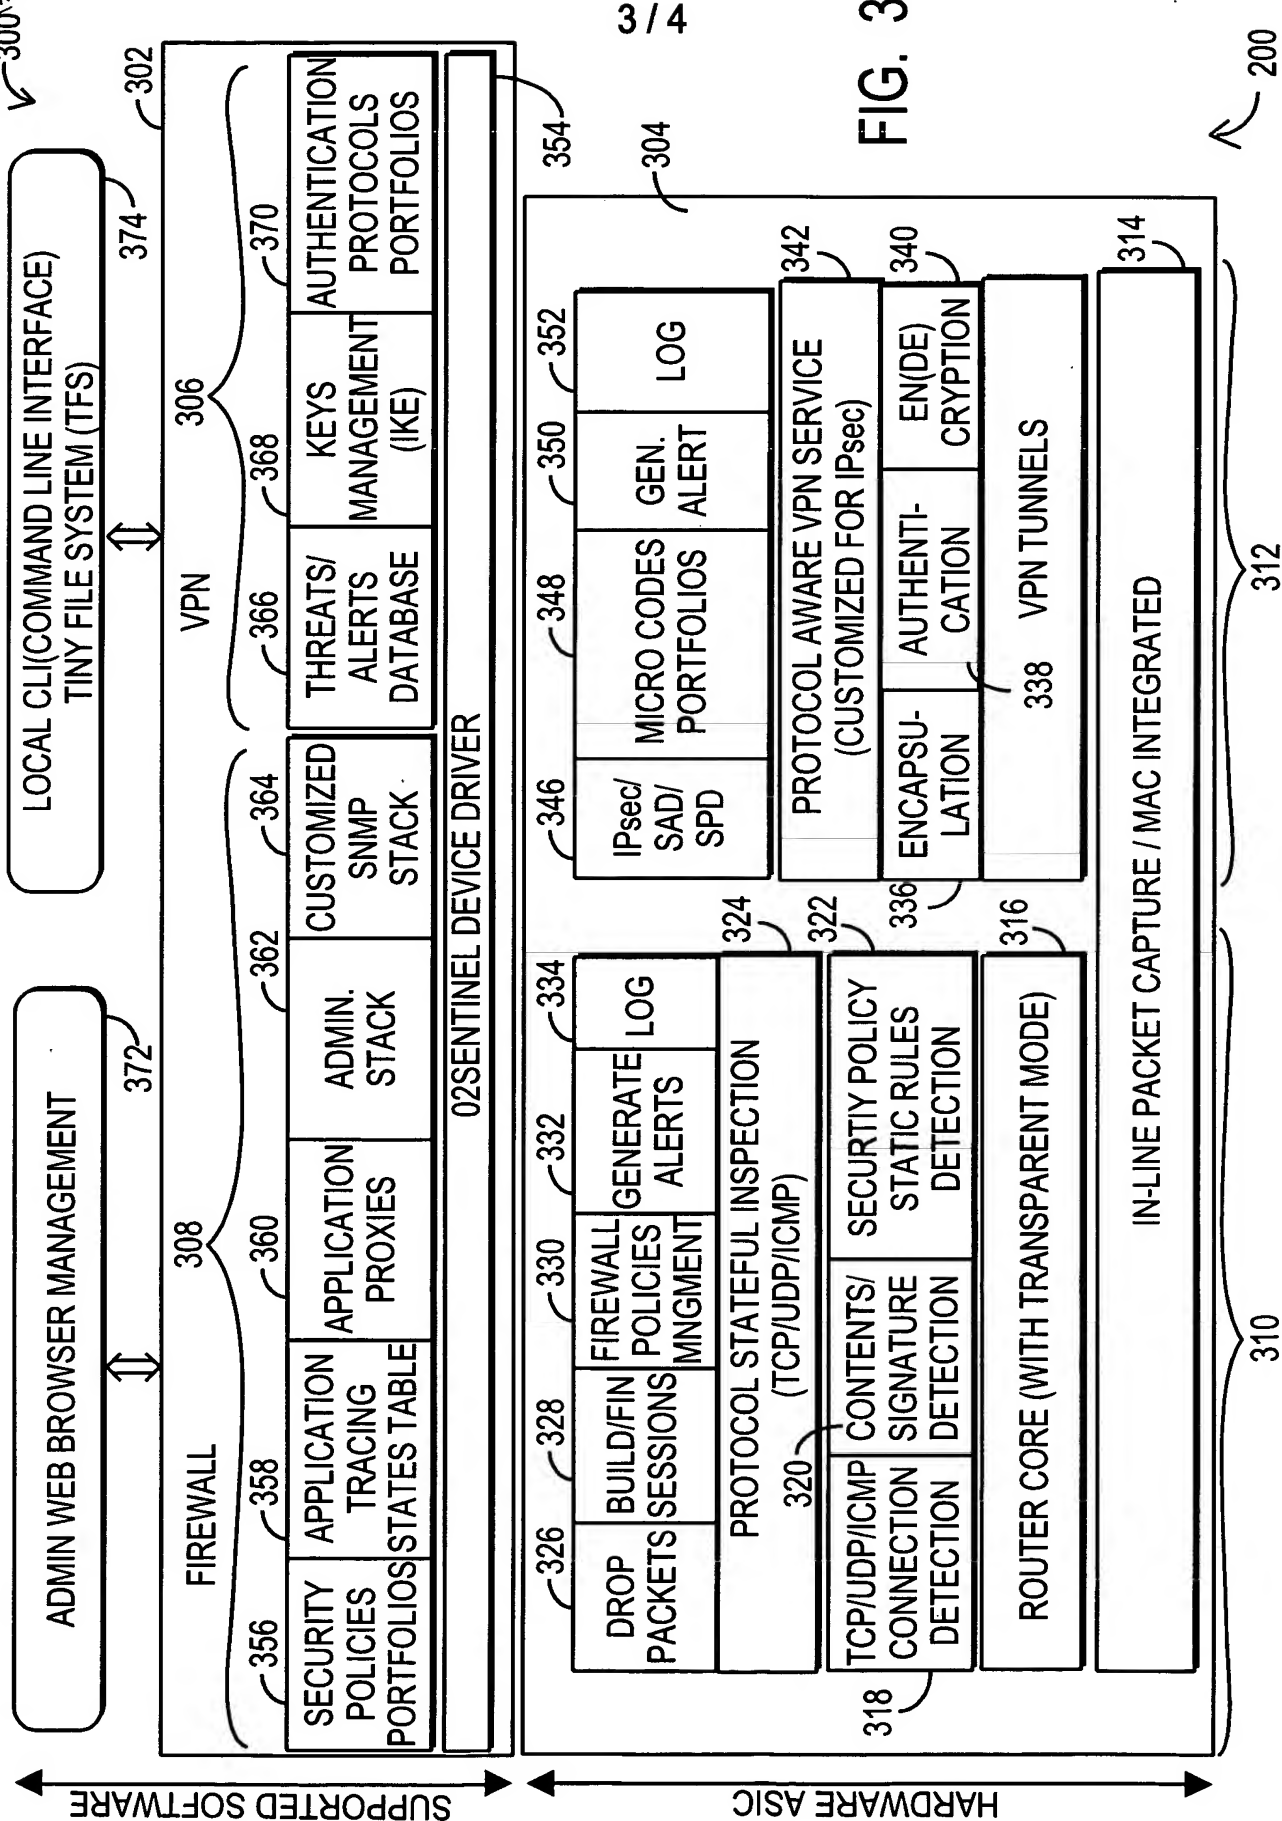 3 / 4
300
ADMIN WEB BROWSER MANAGEMENT
372
LOCAL CLI(COMMAND LINE INTERFACE)
TINY FILE SYSTEM (TFS)
374
302
SUPPORTED SOFTWARE
FIREWALL
308
VPN
306
356
358
360
362
364
366
368
370
SECURITY
POLICIES
PORTFOLIOS
APPLICATION
TRACING
STATES TABLE
APPLICATION
PROXIES
ADMIN.
STACK
CUSTOMIZED
SNMP
STACK
THREATS/
ALERTS
DATABASE
KEYS
MANAGEMENT
(IKE)
AUTHENTICATION
PROTOCOLS
PORTFOLIOS
02SENTINEL DEVICE DRIVER
354
HARDWARE ASIC
304
326
328
330
332
334
DROP
PACKETS
BUILD/FIN
SESSIONS
FIREWALL
POLICIES
MNGMENT
GENERATE
ALERTS
LOG
PROTOCOL STATEFUL INSPECTION
(TCP/UDP/ICMP)
324
320
322
318
TCP/UDP/ICMP
CONNECTION
DETECTION
CONTENTS/
SIGNATURE
DETECTION
SECURTIY POLICY
STATIC RULES
DETECTION
ROUTER CORE (WITH TRANSPARENT MODE)
316
346
348
350
352
IPsec/
SAD/
SPD
MICRO CODES
PORTFOLIOS
GEN.
ALERT
LOG
PROTOCOL AWARE VPN SERVICE
(CUSTOMIZED FOR IPsec)
342
336
ENCAPSU-
LATION
AUTHENTI-
CATION
338
EN(DE)
CRYPTION
340
VPN TUNNELS
IN-LINE PACKET CAPTURE / MAC INTEGRATED
314
310
312
200
FIG. 3